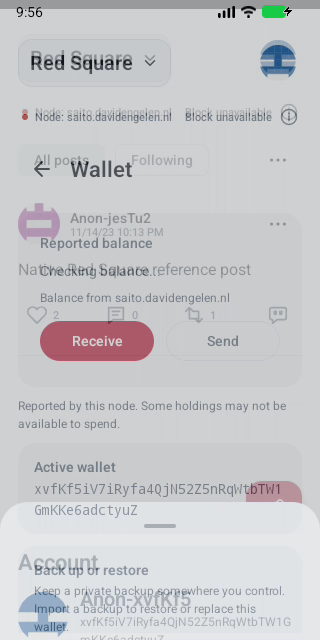 9:56
Red Square
Node: saito.davidengelen.nl Block unavailable
All posts Following
Wallet
Anon-jesTu2
11/14/23 10:13 PM
Reported balance
Native Red Square reference post
Checking balance...
Balance from saito.davidengelen.nl
2 0 1
Receive Send
Reported by this node. Some holdings may not be
available to spend.
Active wallet
xvfKf5iV7iRyfa4QjN52Z5nRqWtbTW1
GmKKe6adctyuZ
Account
Back up or restore
Keep a private backup somewhere you control.
Anon-xvfKf5
Import a backup to restore or replace this
wallet.
xvfKf5iV7iRyfa4QjN52Z5nRqWtbTW1G
mKKe6adctyuZ